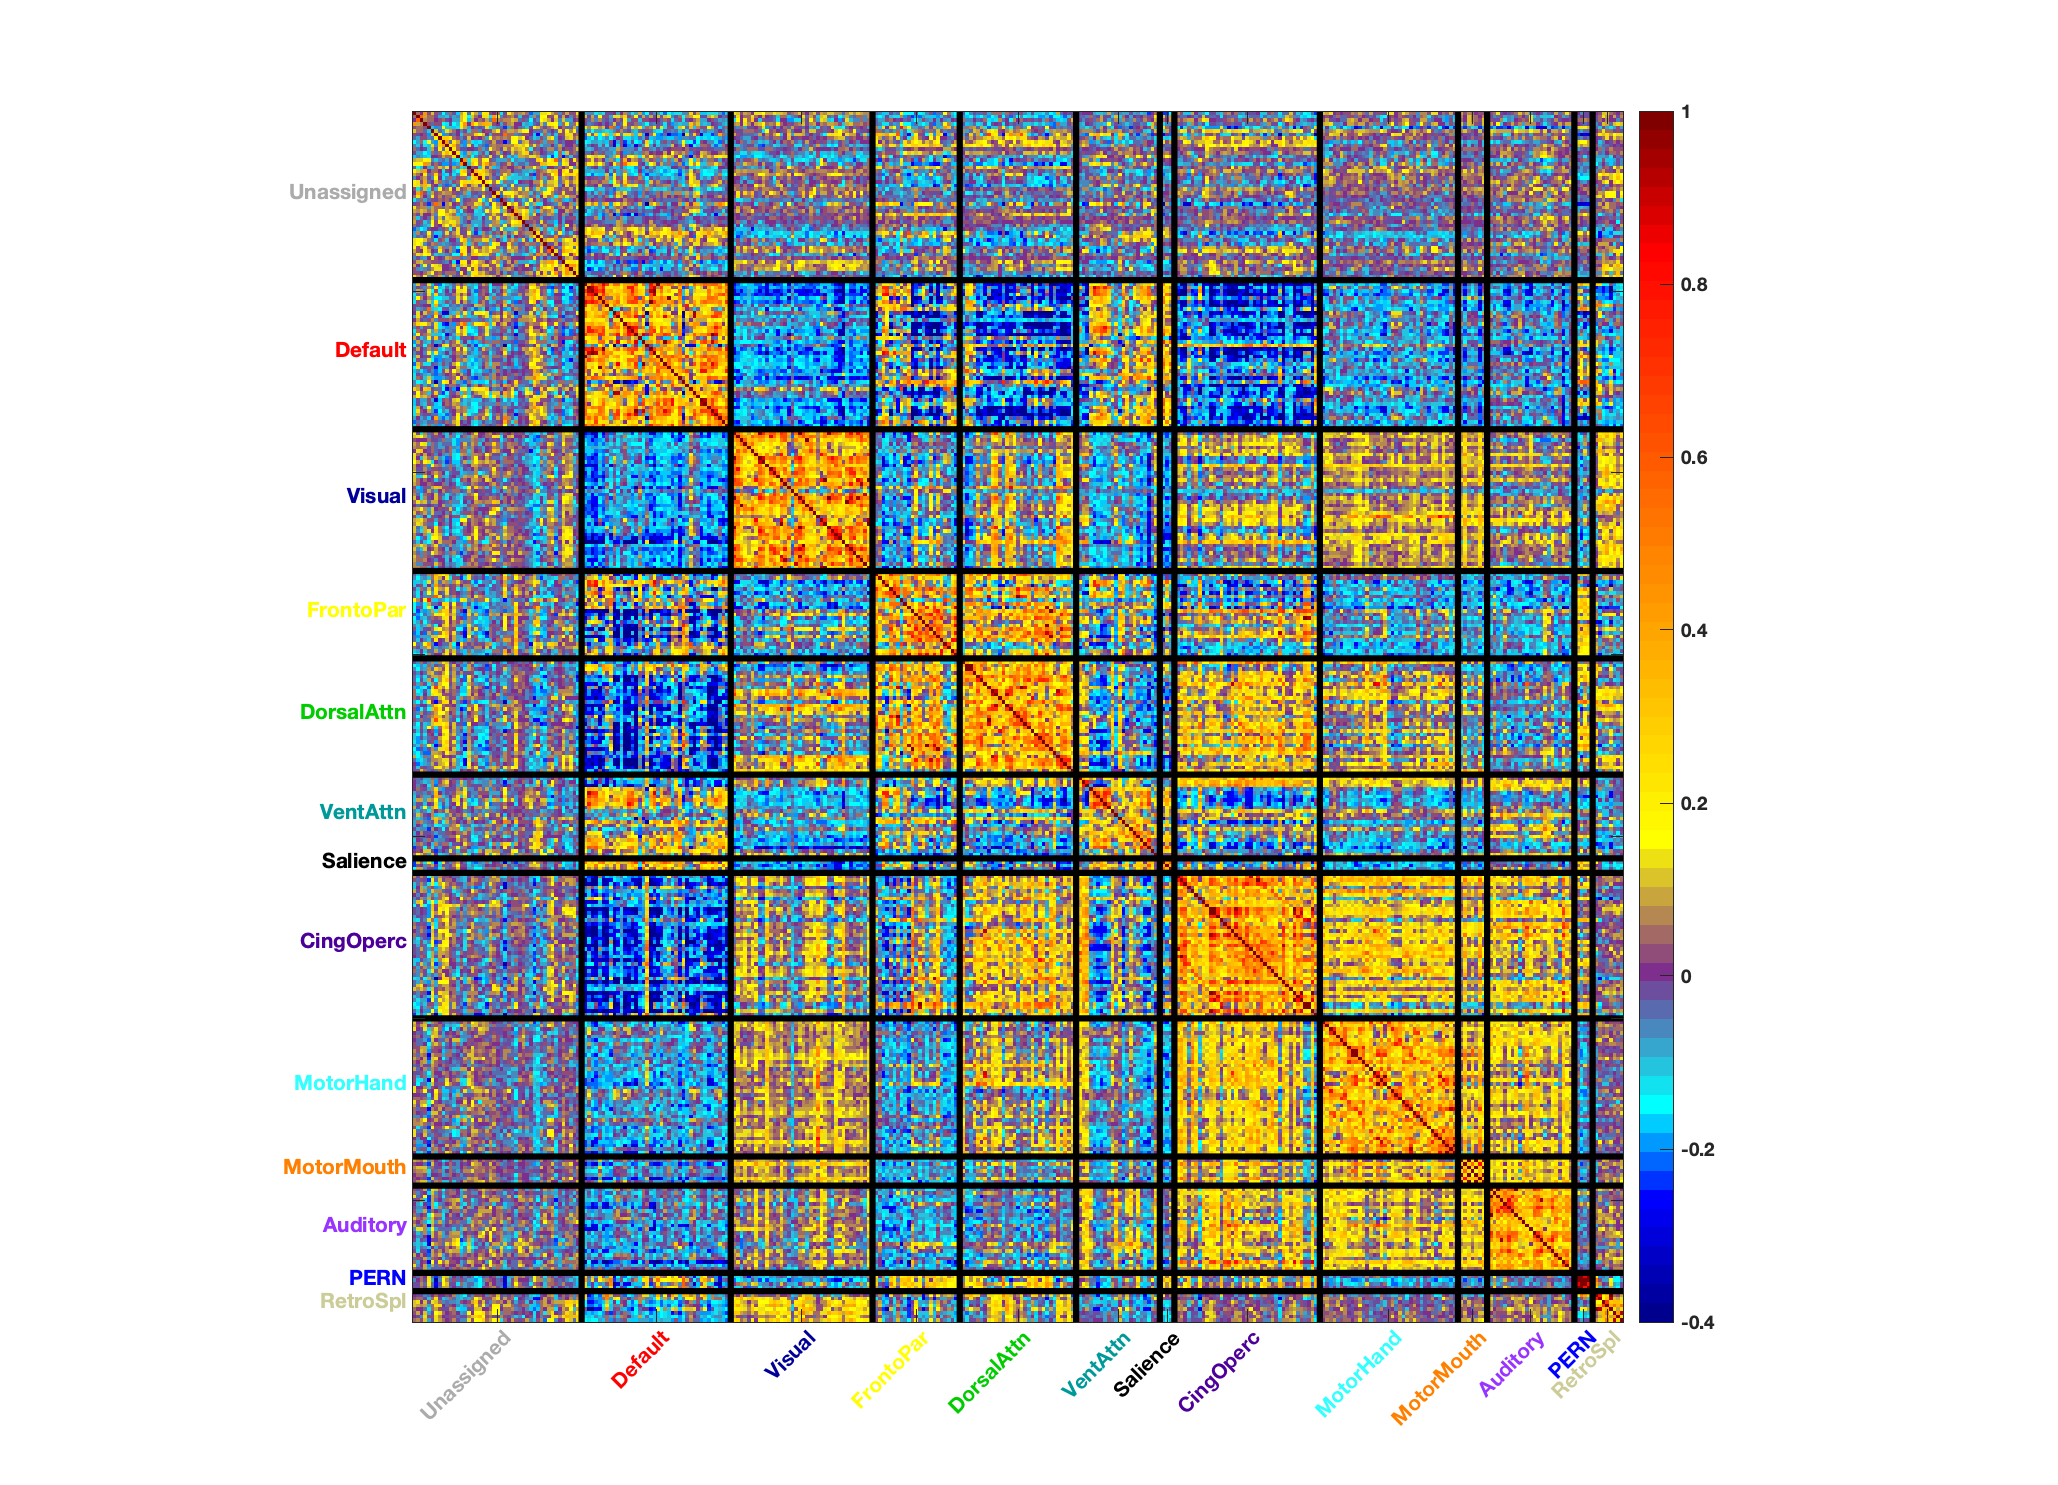 Unassigned
Default
Visual
FrontoPar
DorsalAttn
VentAttn
Salience
CingOperc
MotorHand
MotorMouth
Auditory
PERN
RetroSpl
Unassigned
Default
Visual
FrontoPar
DorsalAttn
VentAttn
Salience
CingOperc
MotorHand
MotorMouth
Auditory
PERN
RetroSpl
1
0.8
0.6
0.4
0.2
0
-0.2
-0.4